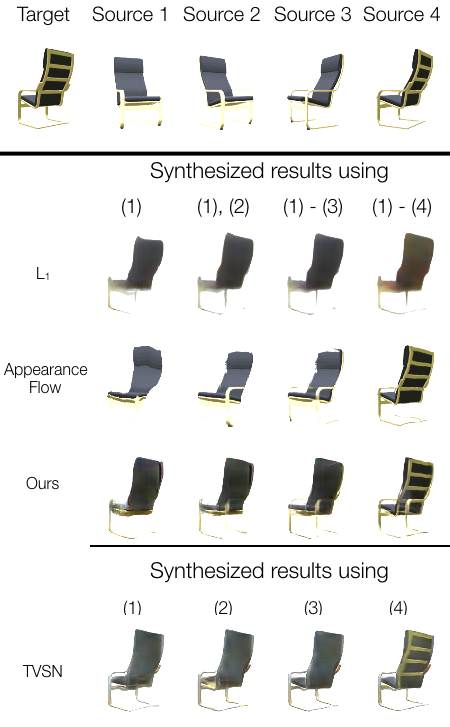 Target Source 1 Source 2 Source 3 Source 4
Synthesized results using
(1) (1), (2) (1) - (3) (1) - (4)
L₁
Appearance
Flow
Ours
Synthesized results using
(1) (2) (3) (4)
TVSN